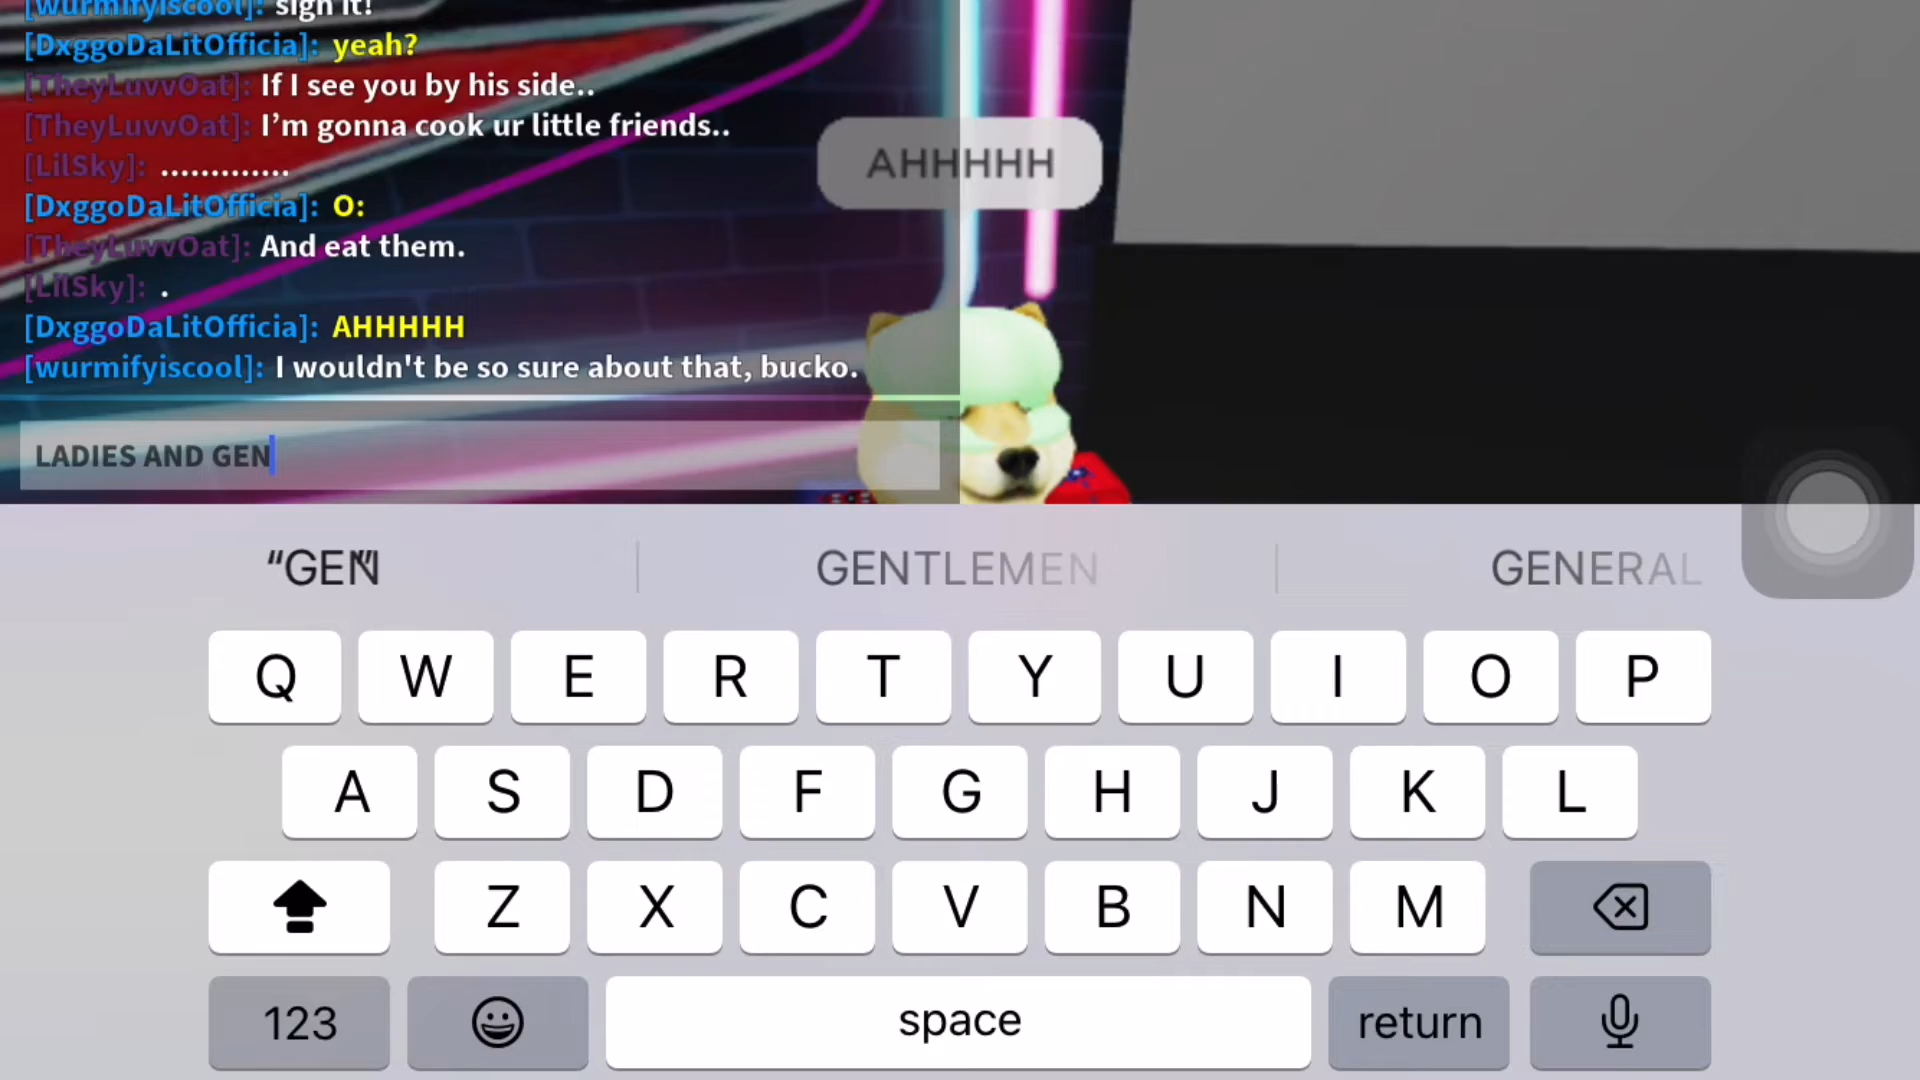 [wurmifyiscool]: sign it!
[DxggoDaLitOfficia]: yeah?
[TheyLuvvOat]: If I see you by his side..
[TheyLuvvOat]: I’m gonna cook ur little friends..
[LilSky]: .............
[DxggoDaLitOfficia]: O:
[TheyLuvvOat]: And eat them.
[LilSky]: .
[DxggoDaLitOfficia]: AHHHHH
[wurmifyiscool]: I wouldn't be so sure about that, bucko.
AHHHHH
LADIES AND GEN
“GEN” GENTLEMEN GENERAL
Q W E R T Y U I O P
A S D F G H J K L
Z X C V B N M
123 space return